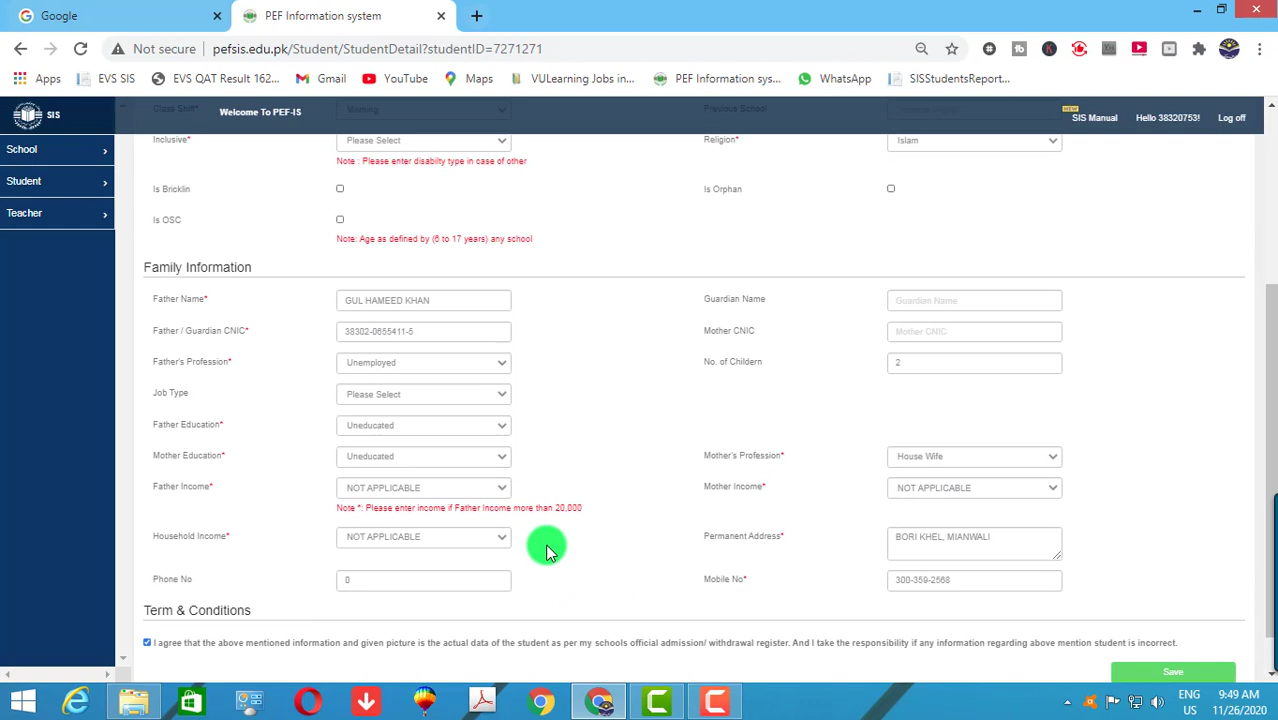 Google
PEF Information system
Not secure
pefsis.edu.pk/Student/StudentDetail?studentID=7271271
Apps
EVS SIS
EVS QAT Result 162...
Gmail
YouTube
Maps
VULearning Jobs in...
PEF Information sys...
WhatsApp
SISStudentsReport...
SIS
Welcome To PEF-IS
NEW
SIS Manual
Hello 38320753!
Log off
School
Student
Teacher
Class Shift*
Morning
Previous School
Inclusive*
Please Select
Religion*
Islam
Note : Please enter disabilty type in case of other
Is Bricklin
Is Orphan
Is OSC
Note: Age as defined by (6 to 17 years) any school
Family Information
Father Name*
GUL HAMEED KHAN
Guardian Name
Guardian Name
Father / Guardian CNIC*
38302-0655411-5
Mother CNIC
Mother CNIC
Father's Profession*
Unemployed
No. of Childern
2
Job Type
Please Select
Father Education*
Uneducated
Mother Education*
Uneducated
Mother's Profession*
House Wife
Father Income*
NOT APPLICABLE
Mother Income*
NOT APPLICABLE
Note *: Please enter income if Father Income more than 20,000
Household Income*
NOT APPLICABLE
Permanent Address*
BORI KHEL, MIANWALI
Phone No
0
Mobile No*
300-359-2568
Term & Conditions
I agree that the above mentioned information and given picture is the actual data of the student as per my schools official admission/ withdrawal register. And I take the responsibility if any information regarding above mention student is incorrect.
Save
ENG
US
9:49 AM
11/26/2020